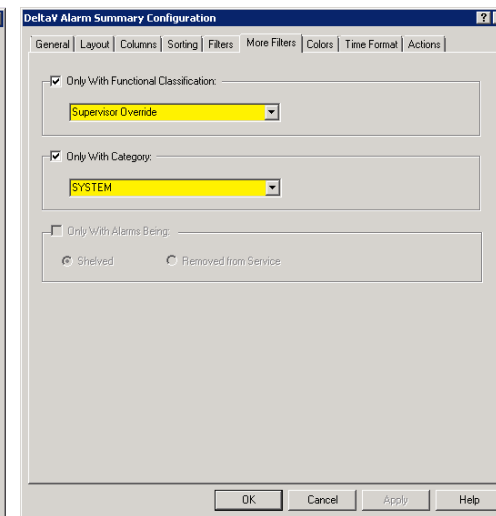 DeltaV Alarm Summary Configuration
General Layout Columns Sorting Filters More Filters Colors Time Format Actions
Only With Functional Classification:
Supervisor Override
Only With Category:
SYSTEM
Only With Alarms Being:
Shelved Removed from Service
OK Cancel Apply Help